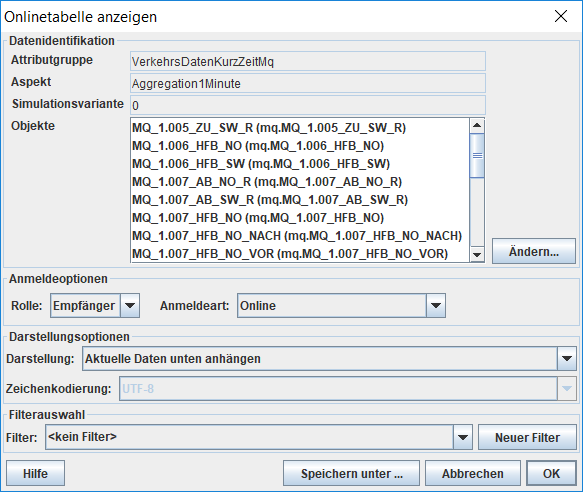 Onlinetabelle anzeigen
Datenidentifikation
Attributgruppe VerkehrsDatenKurzZeitMq
Aspekt Aggregation1Minute
Simulationsvariante 0
Objekte MQ_1.005_ZU_SW_R (mq.MQ_1.005_ZU_SW_R)
MQ_1.006_HFB_NO (mq.MQ_1.006_HFB_NO)
MQ_1.006_HFB_SW (mq.MQ_1.006_HFB_SW)
MQ_1.007_AB_NO_R (mq.MQ_1.007_AB_NO_R)
MQ_1.007_AB_SW_R (mq.MQ_1.007_AB_SW_R)
MQ_1.007_HFB_NO (mq.MQ_1.007_HFB_NO)
MQ_1.007_HFB_NO_NACH (mq.MQ_1.007_HFB_NO_NACH)
MQ_1.007_HFB_NO_VOR (mq.MQ_1.007_HFB_NO_VOR)
Ändern...
Anmeldeoptionen
Rolle: Empfänger Anmeldeart: Online
Darstellungsoptionen
Darstellung: Aktuelle Daten unten anhängen
Zeichenkodierung: UTF-8
Filterauswahl
Filter: <kein Filter> Neuer Filter
Hilfe Speichern unter ... Abbrechen OK